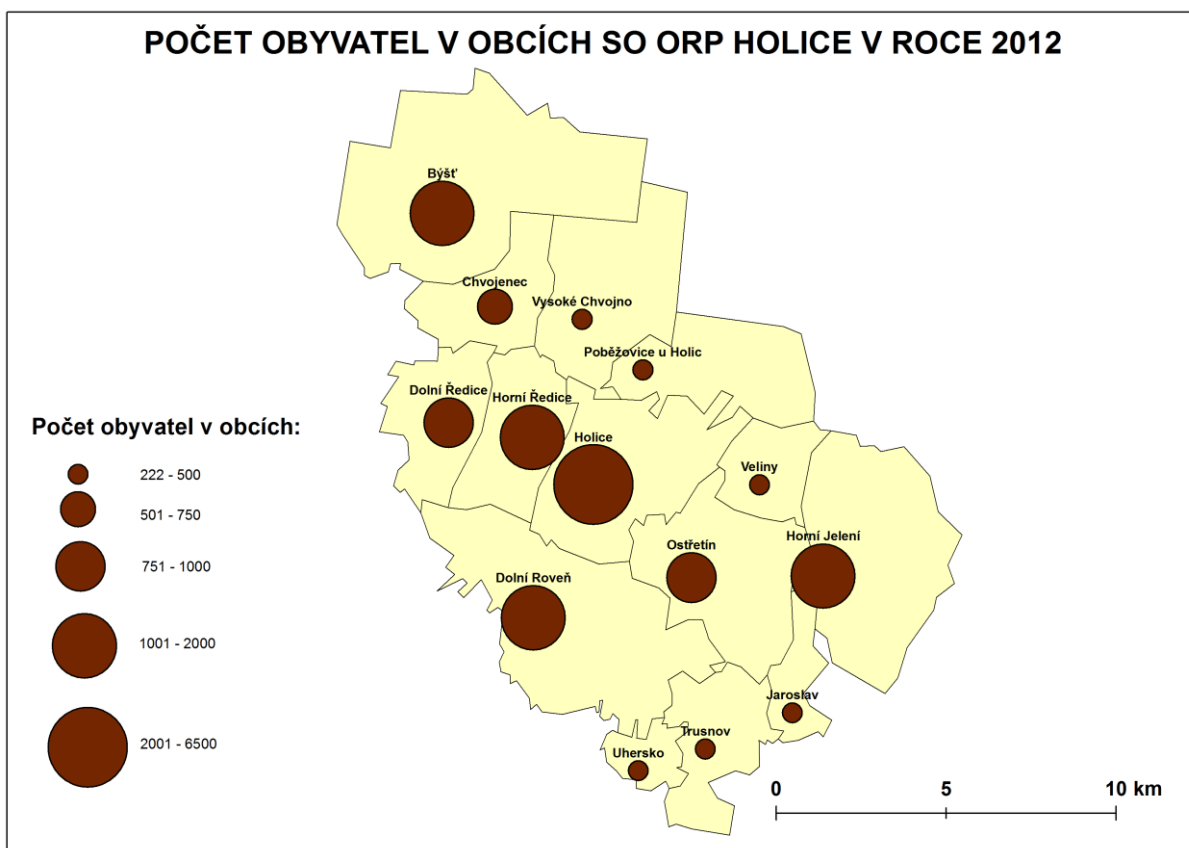 POČET OBYVATEL V OBCÍCH SO ORP HOLICE V ROCE 2012
Býšť
Chvojenec
Vysoké Chvojno
Poběžovice u Holic
Dolní Ředice
Horní Ředice
Holice
Veliny
Ostřetín
Horní Jelení
Dolní Roveň
Jaroslav
Trusnov
Uhersko
Počet obyvatel v obcích:
222 - 500
501 - 750
751 - 1000
1001 - 2000
2001 - 6500
0 5 10 km